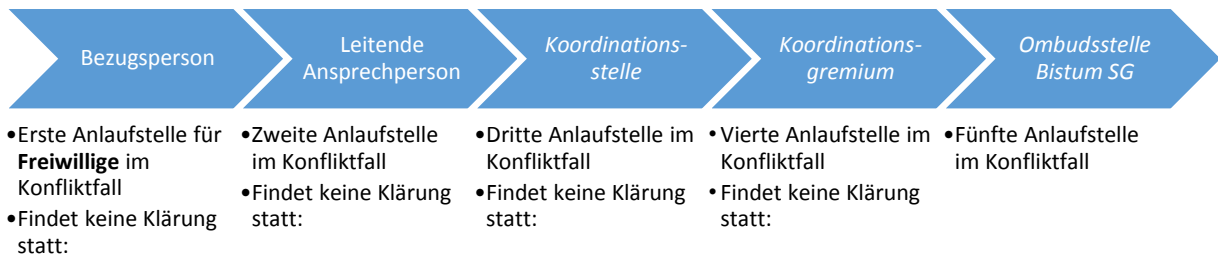 Bezugsperson
Leitende
Ansprechperson
Koordinations-
stelle
Koordinations-
gremium
Ombudsstelle
Bistum SG
•Erste Anlaufstelle für
Freiwillige im
Konfliktfall
•Findet keine Klärung
statt:
•Zweite Anlaufstelle
im Konfliktfall
•Findet keine Klärung
statt:
•Dritte Anlaufstelle im
Konfliktfall
•Findet keine Klärung
statt:
•Vierte Anlaufstelle im
Konfliktfall
•Findet keine Klärung
statt:
•Fünfte Anlaufstelle
im Konfliktfall